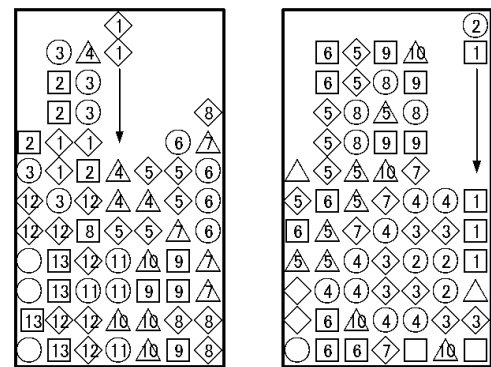 1
3 4 1
2 3
2 3 8
2 1 1 6 7
3 1 2 4 5 5 6
12 3 12 4 4 5 6
12 12 8 5 5 7 6
13 12 11 10 9 7
13 11 11 9 9 7
13 12 12 10 10 8 8
13 12 11 10 9 8
2
6 5 9 10 1
6 5 8 9
5 8 5 8
5 8 9 9
5 5 10 7
5 6 5 7 4 4 1
6 5 7 4 3 3 1
5 5 4 3 2 2 1
4 4 3 3 2
6 10 4 4 3 3
6 6 7 10